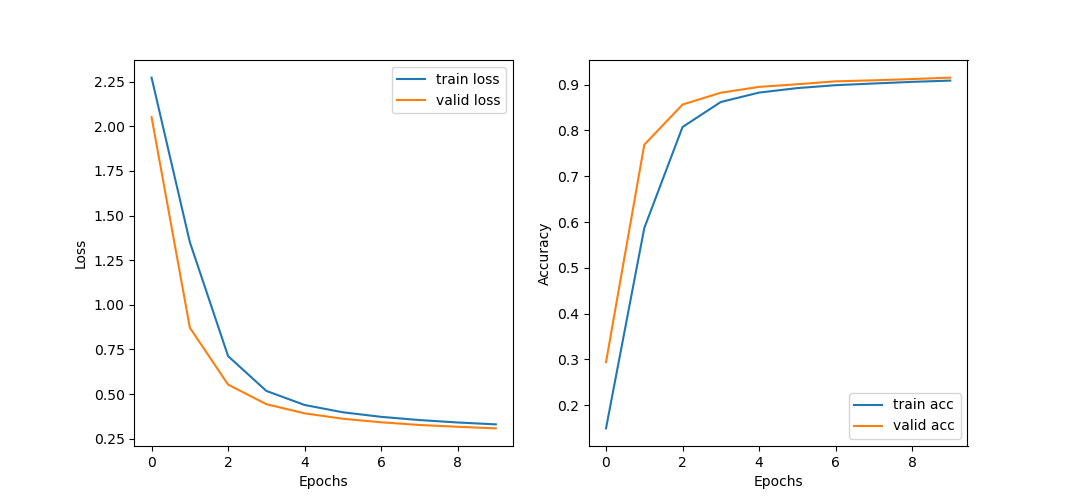 train loss
valid loss
2.25
2.00
1.75
1.50
1.25
1.00
0.75
0.50
0.25
Loss
0 2 4 6 8
Epochs
0.9
0.8
0.7
0.6
0.5
0.4
0.3
0.2
Accuracy
train acc
valid acc
0 2 4 6 8
Epochs